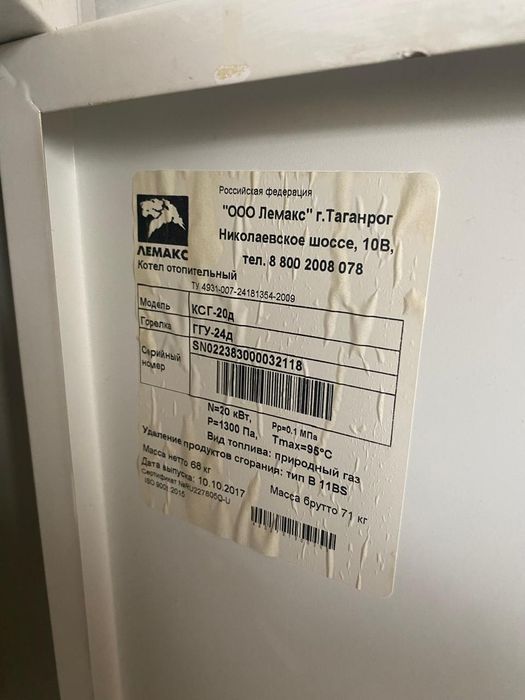 Российская федерация
"ООО Лемакс" г.Таганрог
Николаевское шоссе, 10В,
тел. 8 800 2008 078
ЛЕМАКС
Котел отопительный
ТУ 4931-007-24181354-2009
Модель КСГ-20д
Горелка ГГУ-24д
Серийный номер SN022383000032118
N=20 кВт, Pр=0.1 МПа
P=1300 Па, Tmax=95°C
Вид топлива: природный газ
Удаление продуктов сгорания: тип В 11BS
Масса нетто 68 кг Масса брутто 71 кг
Дата выпуска: 10.10.2017
Сертификат №RU227605Q-U
ISO 9001:2015